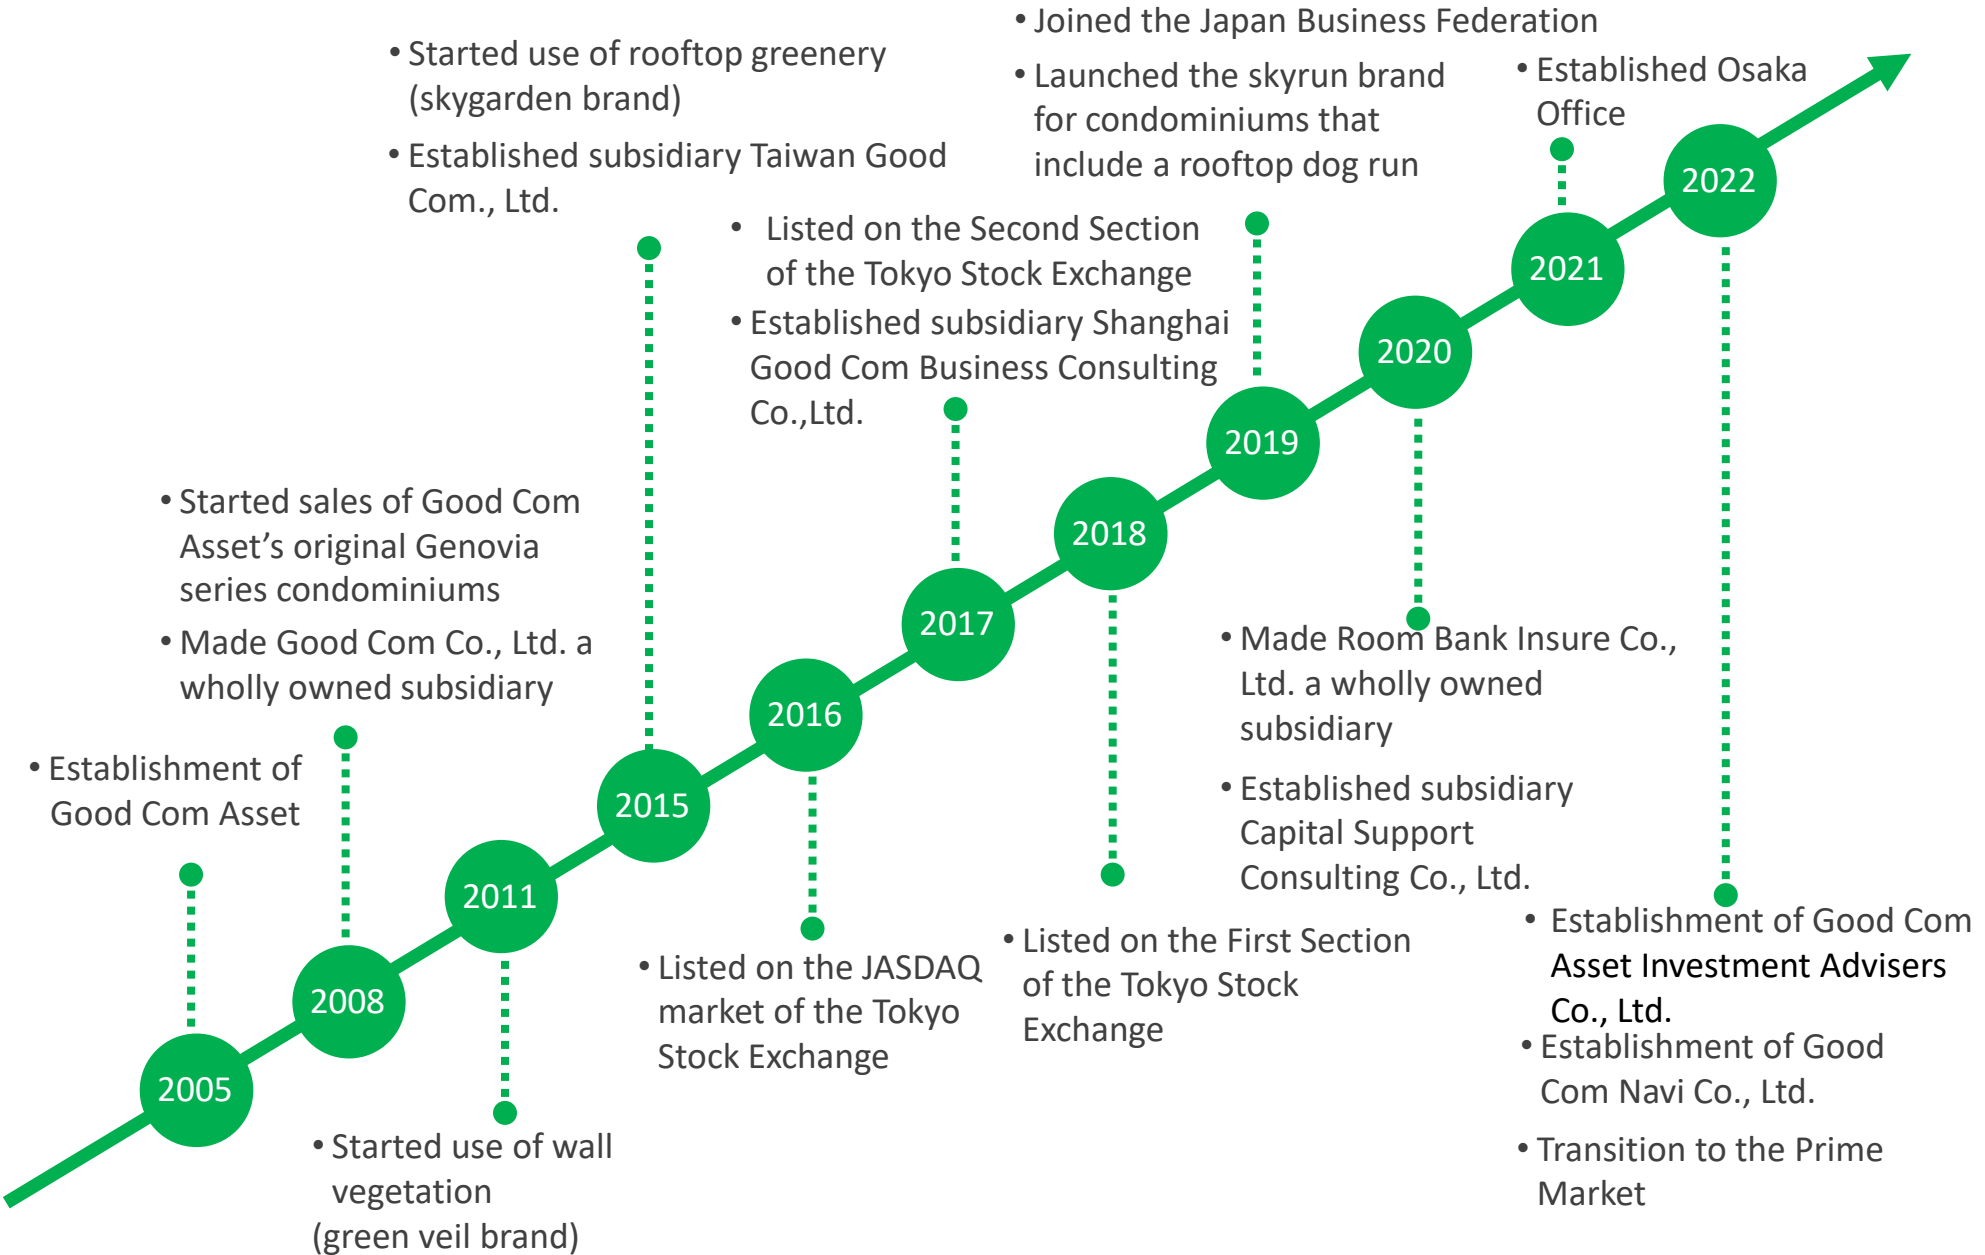 • Joined the Japan Business Federation
• Launched the skyrun brand
for condominiums that
include a rooftop dog run
• Started use of rooftop greenery
(skygarden brand)
• Established subsidiary Taiwan Good
Com., Ltd.
• Established Osaka
Office
• Listed on the Second Section
of the Tokyo Stock Exchange
• Established subsidiary Shanghai
Good Com Business Consulting
Co.,Ltd.
• Started sales of Good Com
Asset’s original Genovia
series condominiums
• Made Good Com Co., Ltd. a
wholly owned subsidiary
• Establishment of
Good Com Asset
2005
2008
2011
2015
2016
2017
2018
2019
2020
2021
2022
• Started use of wall
vegetation
(green veil brand)
• Listed on the JASDAQ
market of the Tokyo
Stock Exchange
• Listed on the First Section
of the Tokyo Stock
Exchange
• Made Room Bank Insure Co.,
Ltd. a wholly owned
subsidiary
• Established subsidiary
Capital Support
Consulting Co., Ltd.
• Establishment of Good Com
Asset Investment Advisers
Co., Ltd.
• Establishment of Good
Com Navi Co., Ltd.
• Transition to the Prime
Market